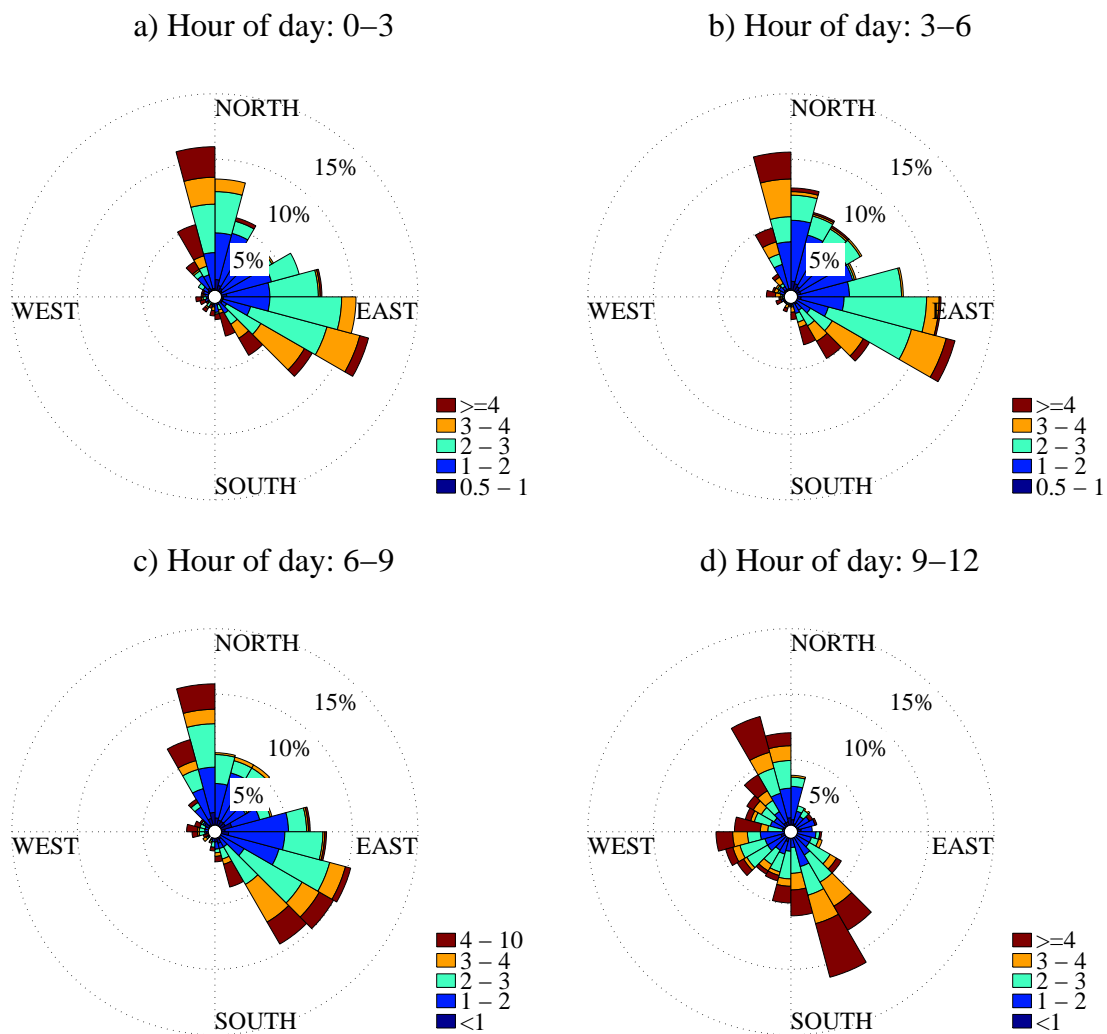 a) Hour of day: 0–3
b) Hour of day: 3–6
NORTH
15%
10%
5%
WEST
EAST
SOUTH
>=4
3 – 4
2 – 3
1 – 2
0.5 – 1
NORTH
15%
10%
5%
WEST
EAST
SOUTH
>=4
3 – 4
2 – 3
1 – 2
0.5 – 1
c) Hour of day: 6–9
d) Hour of day: 9–12
NORTH
15%
10%
5%
WEST
EAST
SOUTH
4 – 10
3 – 4
2 – 3
1 – 2
<1
NORTH
15%
10%
5%
WEST
EAST
SOUTH
>=4
3 – 4
2 – 3
1 – 2
<1